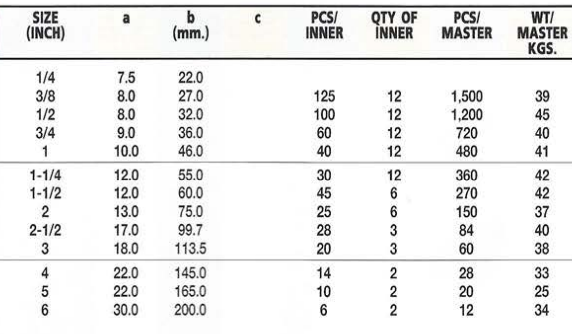 SIZE (INCH) a b (mm.) c PCS/ INNER QTY OF INNER PCS/ MASTER WT/ MASTER KGS.
1/4 7.5 22.0
3/8 8.0 27.0 125 12 1,500 39
1/2 8.0 32.0 100 12 1,200 45
3/4 9.0 36.0 60 12 720 40
1 10.0 46.0 40 12 480 41
1-1/4 12.0 55.0 30 12 360 42
1-1/2 12.0 60.0 45 6 270 42
2 13.0 75.0 25 6 150 37
2-1/2 17.0 99.7 28 3 84 40
3 18.0 113.5 20 3 60 38
4 22.0 145.0 14 2 28 33
5 22.0 165.0 10 2 20 25
6 30.0 200.0 6 2 12 34